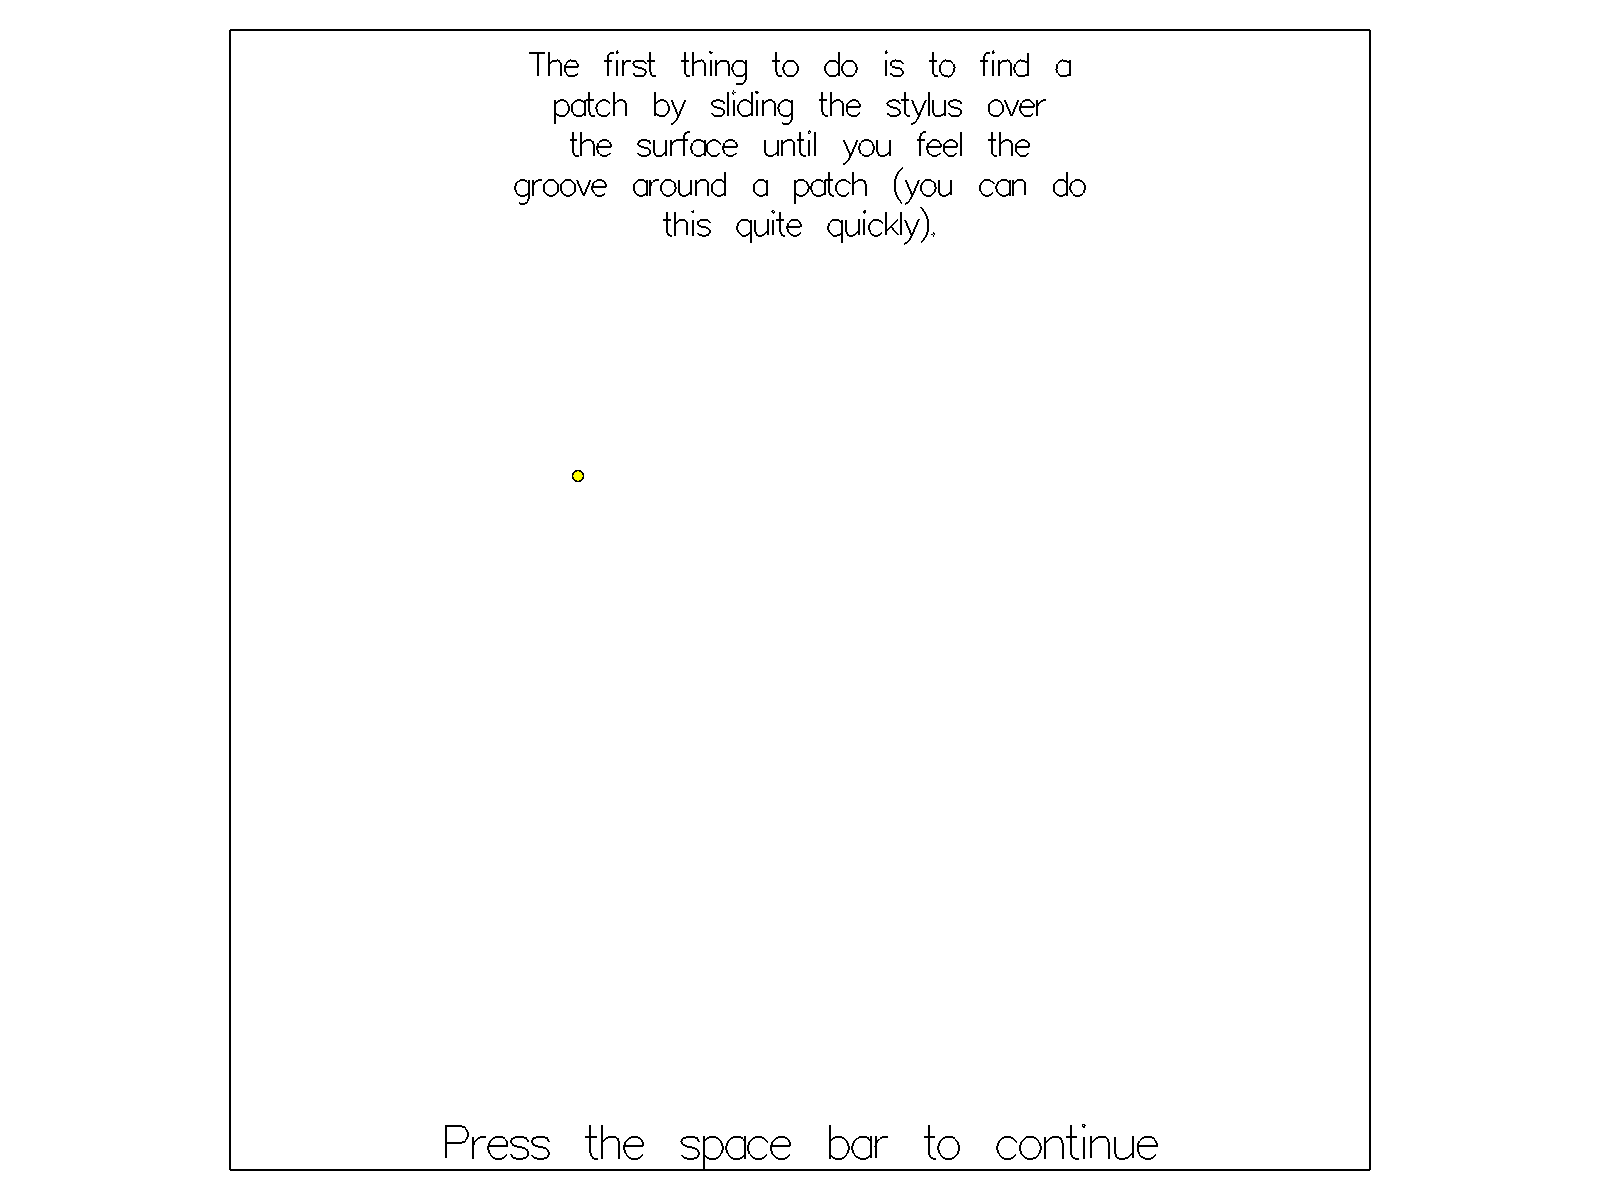 The first thing to do is to find a
patch by sliding the stylus over
the surface until you feel the
groove around a patch (you can do
this quite quickly).
Press the space bar to continue